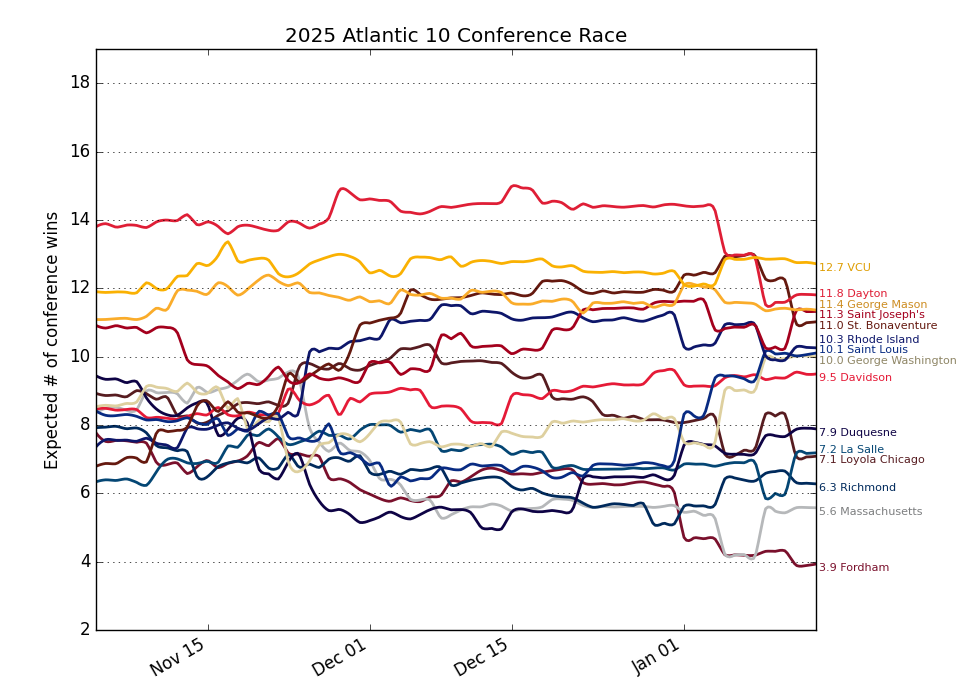 2025 Atlantic 10 Conference Race
Expected # of conference wins
18
16
14
12
10
8
6
4
2
Nov 15
Dec 01
Dec 15
Jan 01
12.7 VCU
11.8 Dayton
11.4 George Mason
11.3 Saint Joseph's
11.0 St. Bonaventure
10.3 Rhode Island
10.1 Saint Louis
10.0 George Washington
9.5 Davidson
7.9 Duquesne
7.2 La Salle
7.1 Loyola Chicago
6.3 Richmond
5.6 Massachusetts
3.9 Fordham